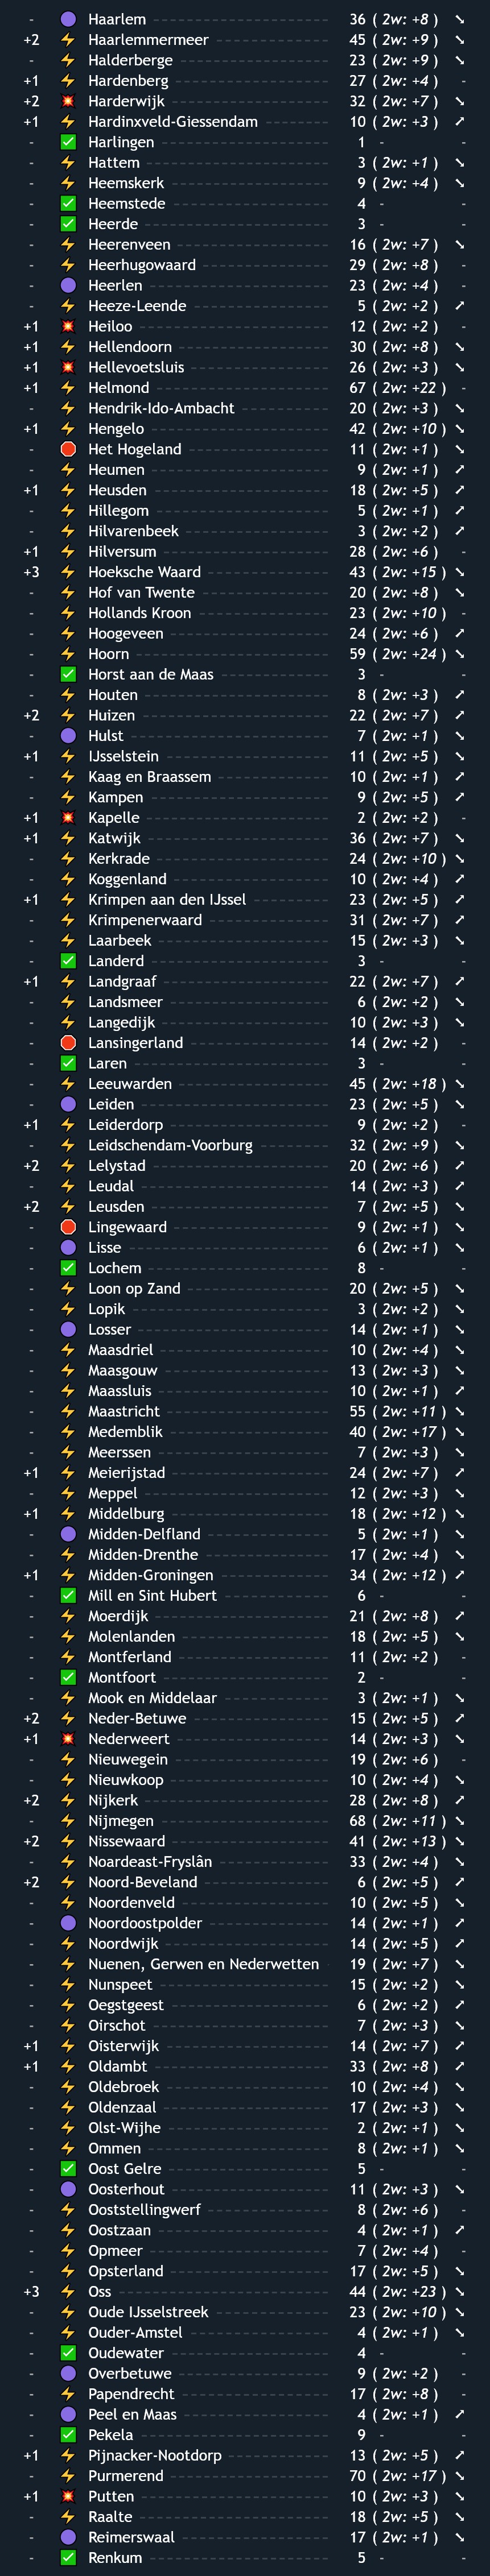 - 🟣 Haarlem 36 ( 2w: +8 ) ↘
+2 ⚡ Haarlemmermeer 45 ( 2w: +9 ) ↘
- ⚡ Halderberge 23 ( 2w: +9 ) ↘
+1 ⚡ Hardenberg 27 ( 2w: +4 ) -
+2 💥 Harderwijk 32 ( 2w: +7 ) ↘
+1 ⚡ Hardinxveld-Giessendam 10 ( 2w: +3 ) ↗
- ✅ Harlingen 1 - -
- ⚡ Hattem 3 ( 2w: +1 ) ↘
- ⚡ Heemskerk 9 ( 2w: +4 ) ↘
- ✅ Heemstede 4 - -
- ✅ Heerde 3 - -
- ⚡ Heerenveen 16 ( 2w: +7 ) ↘
- ⚡ Heerhugowaard 29 ( 2w: +8 ) -
- 🟣 Heerlen 23 ( 2w: +4 ) -
- ⚡ Heeze-Leende 5 ( 2w: +2 ) ↗
+1 💥 Heiloo 12 ( 2w: +2 ) -
+1 ⚡ Hellendoorn 30 ( 2w: +8 ) ↘
+1 💥 Hellevoetsluis 26 ( 2w: +3 ) ↘
+1 ⚡ Helmond 67 ( 2w: +22 ) -
- ⚡ Hendrik-Ido-Ambacht 20 ( 2w: +3 ) ↘
+1 ⚡ Hengelo 42 ( 2w: +10 ) ↘
- 🛑 Het Hogeland 11 ( 2w: +1 ) ↘
- ⚡ Heumen 9 ( 2w: +1 ) ↗
+1 ⚡ Heusden 18 ( 2w: +5 ) ↗
- ⚡ Hillegom 5 ( 2w: +1 ) ↗
- ⚡ Hilvarenbeek 3 ( 2w: +2 ) ↗
+1 ⚡ Hilversum 28 ( 2w: +6 ) -
+3 ⚡ Hoeksche Waard 43 ( 2w: +15 ) ↘
- ⚡ Hof van Twente 20 ( 2w: +8 ) ↘
- ⚡ Hollands Kroon 23 ( 2w: +10 ) -
- ⚡ Hoogeveen 24 ( 2w: +6 ) ↗
- ⚡ Hoorn 59 ( 2w: +24 ) ↘
- ✅ Horst aan de Maas 3 - -
- ⚡ Houten 8 ( 2w: +3 ) ↗
+2 ⚡ Huizen 22 ( 2w: +7 ) ↗
- 🟣 Hulst 7 ( 2w: +1 ) ↘
+1 ⚡ IJsselstein 11 ( 2w: +5 ) ↘
- ⚡ Kaag en Braassem 10 ( 2w: +1 ) ↗
- ⚡ Kampen 9 ( 2w: +5 ) ↗
+1 💥 Kapelle 2 ( 2w: +2 ) -
+1 ⚡ Katwijk 36 ( 2w: +7 ) ↘
- ⚡ Kerkrade 24 ( 2w: +10 ) ↘
- ⚡ Koggenland 10 ( 2w: +4 ) ↗
+1 ⚡ Krimpen aan den IJssel 23 ( 2w: +5 ) ↗
- ⚡ Krimpenerwaard 31 ( 2w: +7 ) ↗
- ⚡ Laarbeek 15 ( 2w: +3 ) ↘
- ✅ Landerd 3 - -
+1 ⚡ Landgraaf 22 ( 2w: +7 ) ↗
- ⚡ Landsmeer 6 ( 2w: +2 ) ↘
- ⚡ Langedijk 10 ( 2w: +3 ) ↘
- 🛑 Lansingerland 14 ( 2w: +2 ) -
- ✅ Laren 3 - -
- ⚡ Leeuwarden 45 ( 2w: +18 ) ↘
- 🟣 Leiden 23 ( 2w: +5 ) ↘
+1 ⚡ Leiderdorp 9 ( 2w: +2 ) -
- ⚡ Leidschendam-Voorburg 32 ( 2w: +9 ) ↘
+2 ⚡ Lelystad 20 ( 2w: +6 ) ↗
- ⚡ Leudal 14 ( 2w: +3 ) ↗
+2 ⚡ Leusden 7 ( 2w: +5 ) ↘
- 🛑 Lingewaard 9 ( 2w: +1 ) ↘
- 🟣 Lisse 6 ( 2w: +1 ) ↘
- ✅ Lochem 8 - -
- ⚡ Loon op Zand 20 ( 2w: +5 ) ↘
- ⚡ Lopik 3 ( 2w: +2 ) ↘
- 🟣 Losser 14 ( 2w: +1 ) ↘
- ⚡ Maasdriel 10 ( 2w: +4 ) ↘
- ⚡ Maasgouw 13 ( 2w: +3 ) ↘
- ⚡ Maassluis 10 ( 2w: +1 ) ↗
- ⚡ Maastricht 55 ( 2w: +11 ) ↘
- ⚡ Medemblik 40 ( 2w: +17 ) ↘
- ⚡ Meerssen 7 ( 2w: +3 ) ↘
+1 ⚡ Meierijstad 24 ( 2w: +7 ) ↗
- ⚡ Meppel 12 ( 2w: +3 ) ↘
+1 ⚡ Middelburg 18 ( 2w: +12 ) ↘
- 🟣 Midden-Delfland 5 ( 2w: +1 ) ↘
- ⚡ Midden-Drenthe 17 ( 2w: +4 ) ↘
+1 ⚡ Midden-Groningen 34 ( 2w: +12 ) ↗
- ✅ Mill en Sint Hubert 6 - -
- ⚡ Moerdijk 21 ( 2w: +8 ) ↗
- ⚡ Molenlanden 18 ( 2w: +5 ) ↘
- ⚡ Montferland 11 ( 2w: +2 ) -
- ✅ Montfoort 2 - -
- ⚡ Mook en Middelaar 3 ( 2w: +1 ) ↘
+2 ⚡ Neder-Betuwe 15 ( 2w: +5 ) ↗
+1 💥 Nederweert 14 ( 2w: +3 ) ↘
- ⚡ Nieuwegein 19 ( 2w: +6 ) -
- ⚡ Nieuwkoop 10 ( 2w: +4 ) ↘
+2 ⚡ Nijkerk 28 ( 2w: +8 ) ↗
- ⚡ Nijmegen 68 ( 2w: +11 ) ↘
+2 ⚡ Nissewaard 41 ( 2w: +13 ) ↘
- ⚡ Noardeast-Fryslân 33 ( 2w: +4 ) ↘
+2 ⚡ Noord-Beveland 6 ( 2w: +5 ) ↗
- ⚡ Noordenveld 10 ( 2w: +5 ) ↘
- 🟣 Noordoostpolder 14 ( 2w: +1 ) ↗
- ⚡ Noordwijk 14 ( 2w: +5 ) ↗
- ⚡ Nuenen, Gerwen en Nederwetten 19 ( 2w: +7 ) ↘
- ⚡ Nunspeet 15 ( 2w: +2 ) ↘
- ⚡ Oegstgeest 6 ( 2w: +2 ) ↗
- ⚡ Oirschot 7 ( 2w: +3 ) ↘
+1 ⚡ Oisterwijk 14 ( 2w: +7 ) ↗
+1 ⚡ Oldambt 33 ( 2w: +8 ) ↗
- ⚡ Oldebroek 10 ( 2w: +4 ) ↘
- ⚡ Oldenzaal 17 ( 2w: +3 ) ↘
- ⚡ Olst-Wijhe 2 ( 2w: +1 ) ↘
- ⚡ Ommen 8 ( 2w: +1 ) ↘
- ✅ Oost Gelre 5 - -
- 🟣 Oosterhout 11 ( 2w: +3 ) ↘
- ⚡ Ooststellingwerf 8 ( 2w: +6 ) -
- ⚡ Oostzaan 4 ( 2w: +1 ) ↗
- ⚡ Opmeer 7 ( 2w: +4 ) -
- ⚡ Opsterland 17 ( 2w: +5 ) ↘
+3 ⚡ Oss 44 ( 2w: +23 ) ↘
- ⚡ Oude IJsselstreek 23 ( 2w: +10 ) ↘
- ⚡ Ouder-Amstel 4 ( 2w: +1 ) ↘
- ✅ Oudewater 4 - -
- 🟣 Overbetuwe 9 ( 2w: +2 ) -
- ⚡ Papendrecht 17 ( 2w: +8 ) -
- 🟣 Peel en Maas 4 ( 2w: +1 ) ↗
- ✅ Pekela 9 - -
+1 ⚡ Pijnacker-Nootdorp 13 ( 2w: +5 ) ↗
- ⚡ Purmerend 70 ( 2w: +17 ) ↘
+1 💥 Putten 10 ( 2w: +3 ) ↘
- ⚡ Raalte 18 ( 2w: +5 ) ↘
- 🟣 Reimerswaal 17 ( 2w: +1 ) ↘
- ✅ Renkum 5 - -